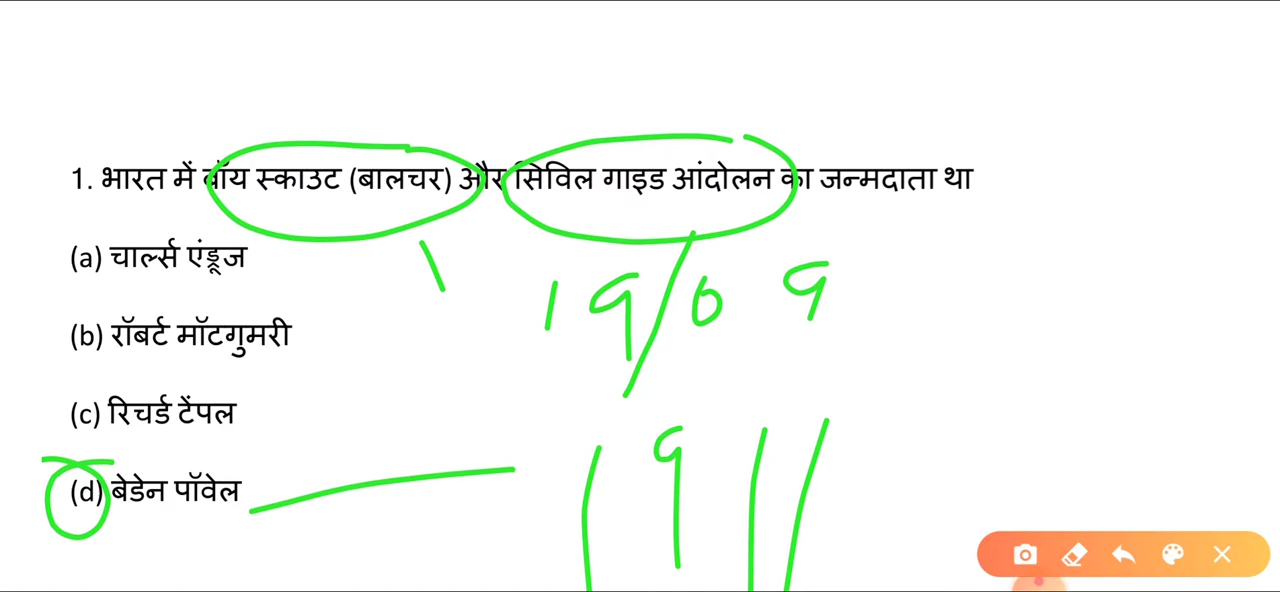 1. भारत में बॉय स्काउट (बालचर) और सिविल गाइड आंदोलन का जन्मदाता था
(a) चार्ल्स एंड्रूज
1909
(b) रॉबर्ट मॉटगुमरी
(c) रिचर्ड टेंपल
(d) बेडेन पॉवेल
1911